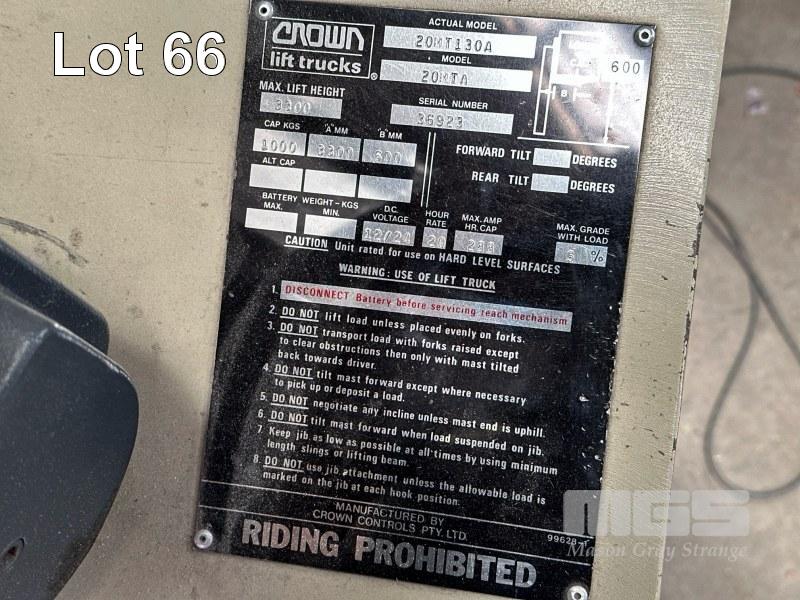 Lot 66
CROWN
lift trucks
®
ACTUAL MODEL
20MT130A
MODEL
20MTA
600
B
MAX. LIFT HEIGHT
3300
SERIAL NUMBER
36923
CAP KGS "A" MM "B" MM
1000 3300 600
FORWARD TILT DEGREES
ALT CAP
REAR TILT DEGREES
BATTERY WEIGHT-KGS
MAX. MIN.
D.C. VOLTAGE
12/24
HOUR RATE
20
MAX. AMP HR. CAP
MAX. GRADE WITH LOAD
5 %
CAUTION Unit rated for use on HARD LEVEL SURFACES
WARNING: USE OF LIFT TRUCK
1. DISCONNECT Battery before servicing reach mechanism
2. DO NOT lift load unless placed evenly on forks.
3. DO NOT transport load with forks raised except
to clear obstructions then only with mast tilted
back towards driver.
4. DO NOT tilt mast forward except where necessary
to pick up or deposit a load.
5. DO NOT negotiate any incline unless mast end is uphill.
6. DO NOT tilt mast forward when load suspended on jib.
7. Keep jib as low as possible at all times by using minimum
length slings or lifting beam.
8. DO NOT use jib attachment unless the allowable load is
marked on the jib at each hook position.
MANUFACTURED BY
CROWN CONTROLS PTY. LTD.
99628-1
RIDING PROHIBITED
MGS
Mason Gray Strange